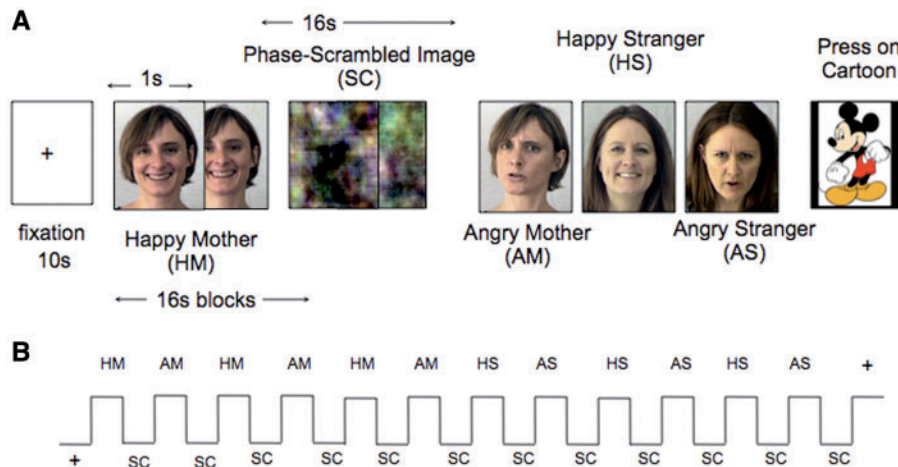 A
16s
Phase-Scrambled Image
(SC)
1s
Happy Stranger
(HS)
Press on
Cartoon
+
fixation
10s
Happy Mother
(HM)
Angry Mother
(AM)
Angry Stranger
(AS)
16s blocks
B
HM AM HM AM HM AM HS AS HS AS HS AS +
+ SC SC SC SC SC SC SC SC SC SC SC SC